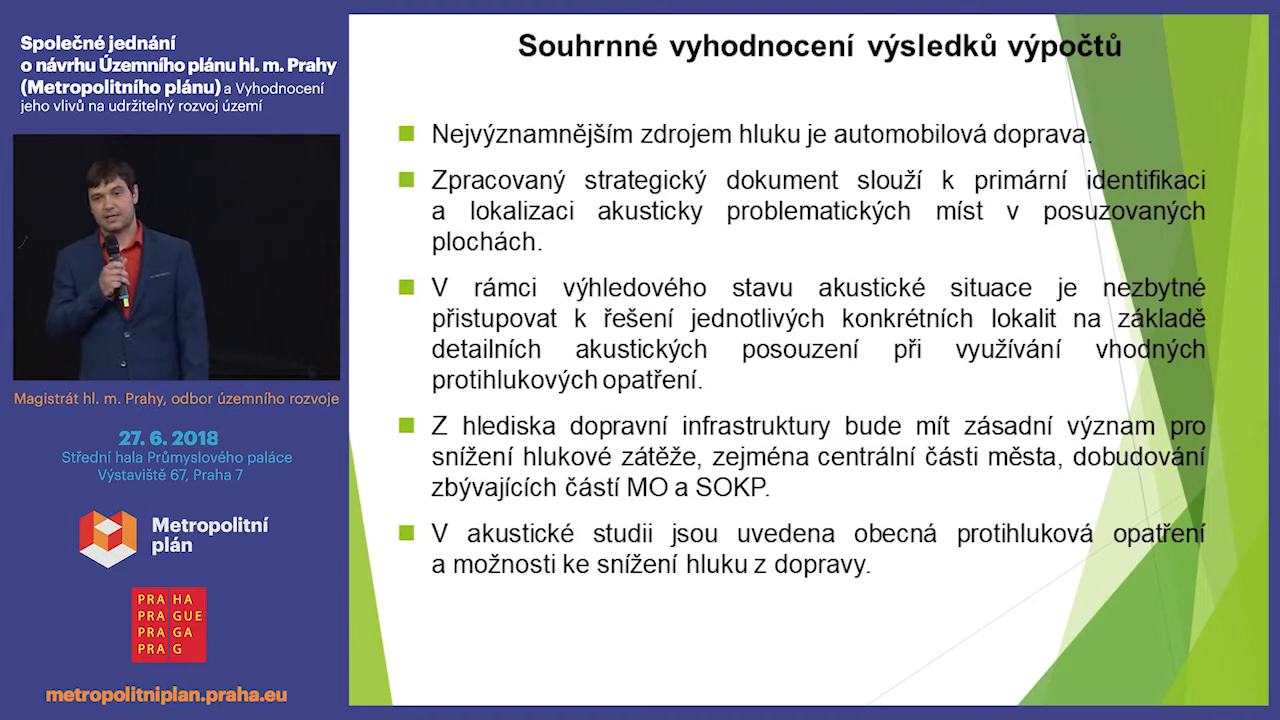 Společné jednání
o návrhu Územního plánu hl. m. Prahy
(Metropolitního plánu) a Vyhodnocení
jeho vlivů na udržitelný rozvoj území
Magistrát hl. m. Prahy, odbor územního rozvoje
27. 6. 2018
Střední hala Průmyslového paláce
Výstaviště 67, Praha 7
Metropolitní
plán
PRA HA
PRA GUE
PRA GA
PRA G
metropolitniplan.praha.eu
Souhrnné vyhodnocení výsledků výpočtů
Nejvýznamnějším zdrojem hluku je automobilová doprava.
Zpracovaný strategický dokument slouží k primární identifikaci
a lokalizaci akusticky problematických míst v posuzovaných
plochách.
V rámci výhledového stavu akustické situace je nezbytné
přistupovat k řešení jednotlivých konkrétních lokalit na základě
detailních akustických posouzení při využívání vhodných
protihlukových opatření.
Z hlediska dopravní infrastruktury bude mít zásadní význam pro
snížení hlukové zátěže, zejména centrální části města, dobudování
zbývajících částí MO a SOKP.
V akustické studii jsou uvedena obecná protihluková opatření
a možnosti ke snížení hluku z dopravy.